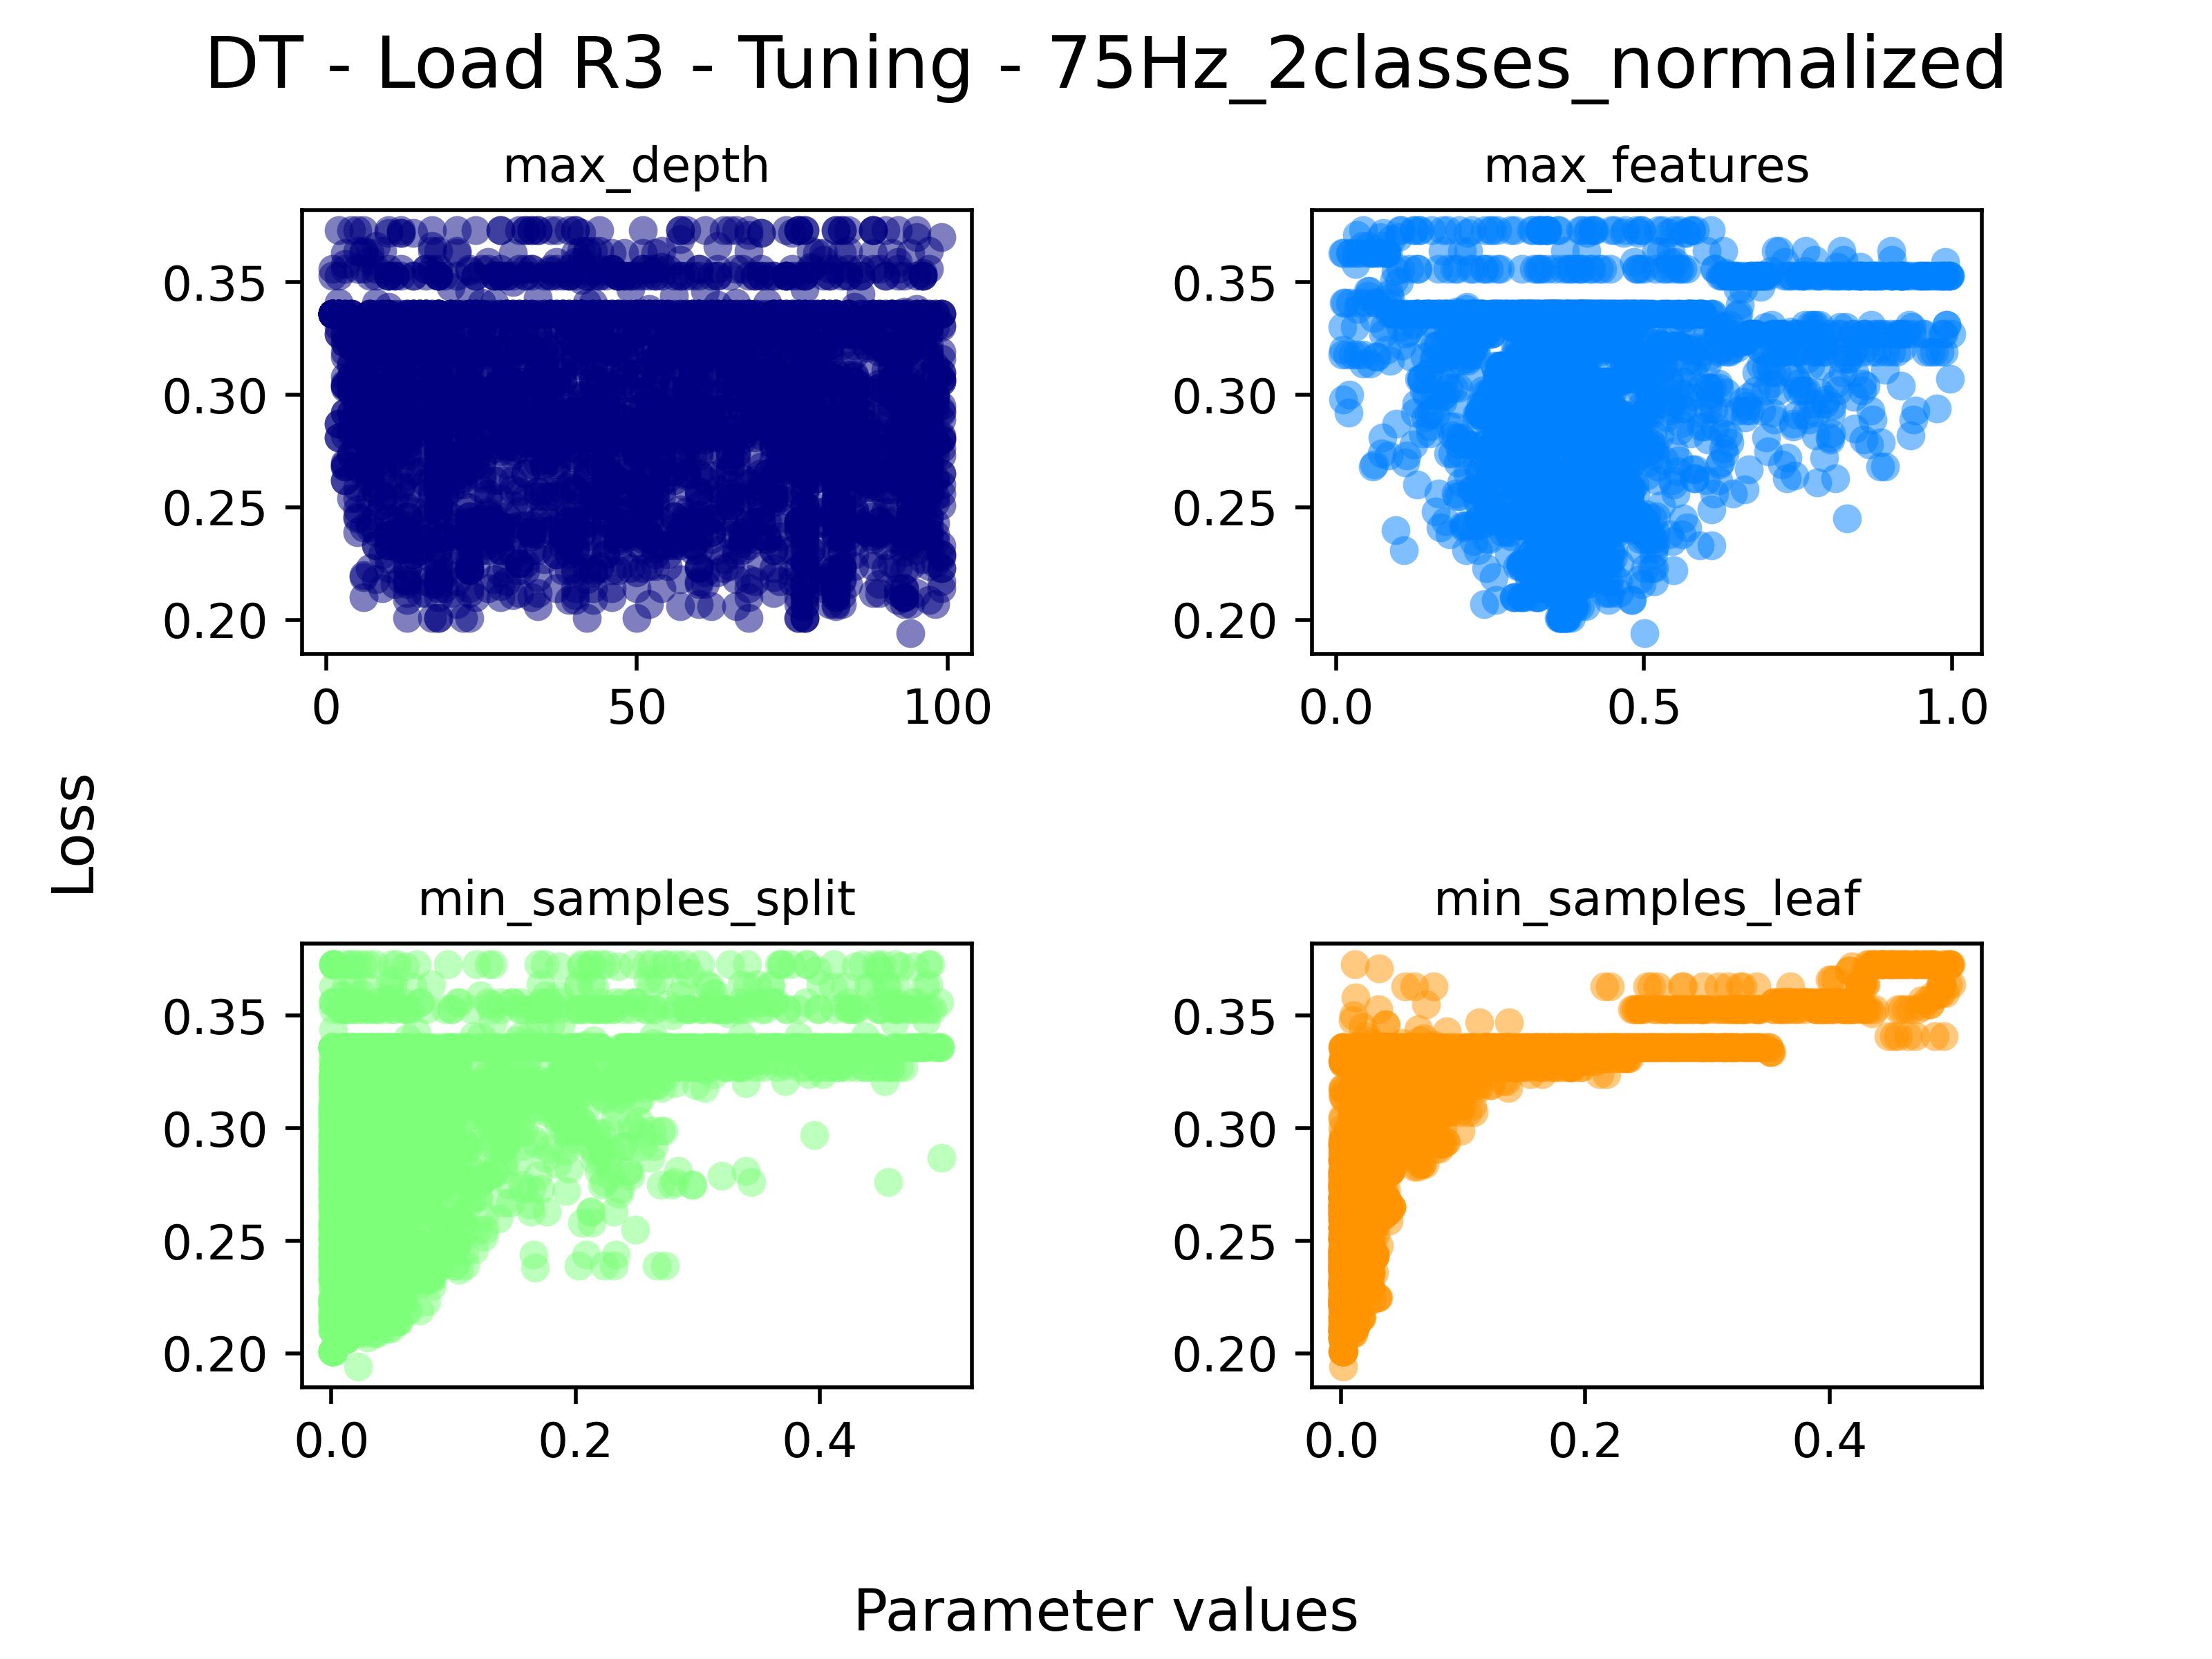 DT - Load R3 - Tuning - 75Hz_2classes_normalized
max_depth
0.35
0.30
0.25
0.20
0 50 100
max_features
0.35
0.30
0.25
0.20
0.0 0.5 1.0
Loss
min_samples_split
0.35
0.30
0.25
0.20
0.0 0.2 0.4
min_samples_leaf
0.35
0.30
0.25
0.20
0.0 0.2 0.4
Parameter values